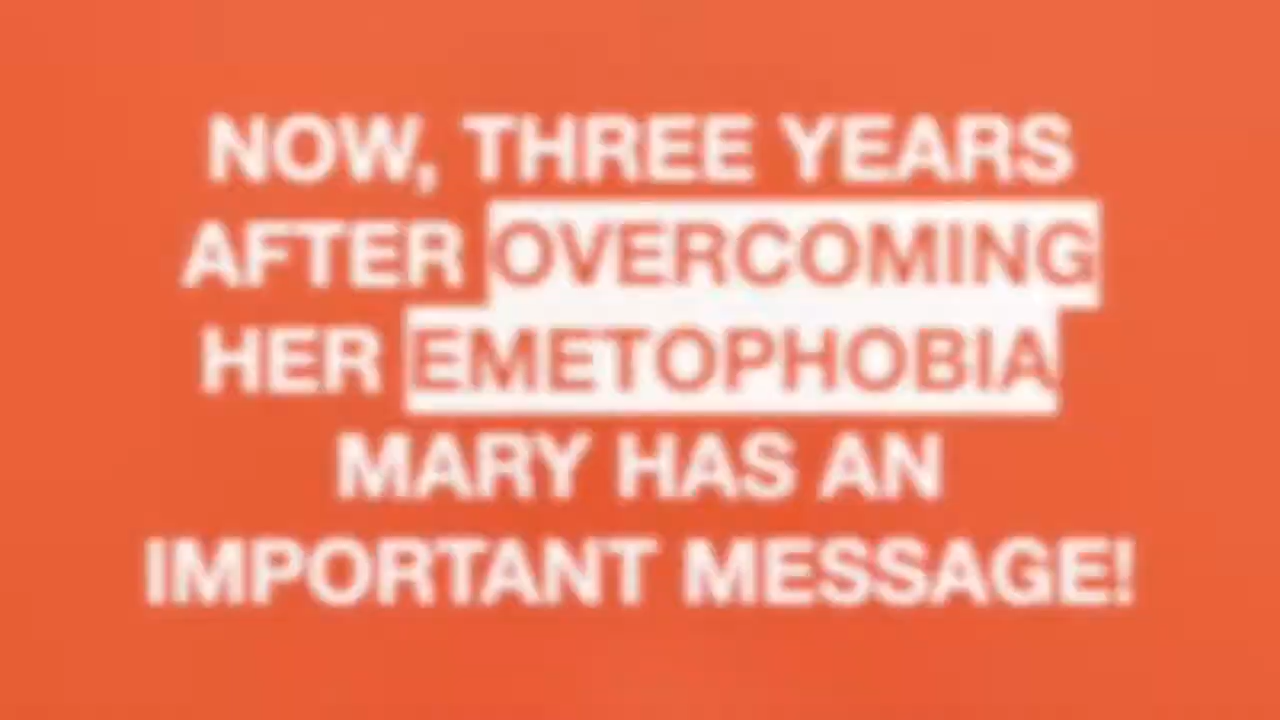 NOW, THREE YEARS
AFTER OVERCOMING
HER EMETOPHOBIA
MARY HAS AN
IMPORTANT MESSAGE!